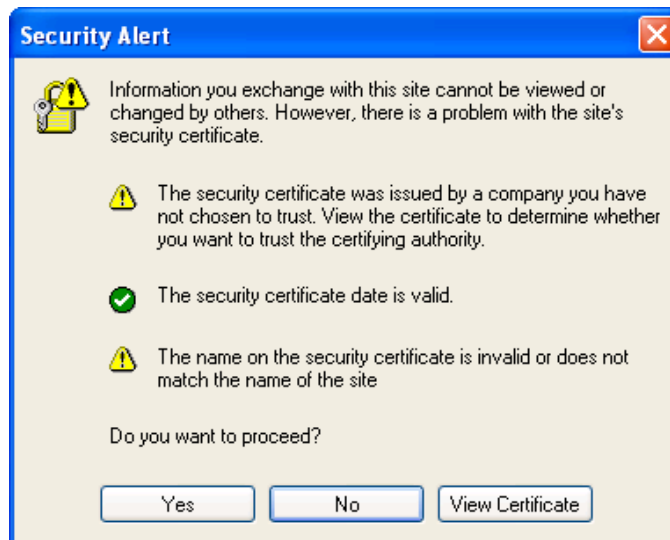 Security Alert
Information you exchange with this site cannot be viewed or
changed by others. However, there is a problem with the site's
security certificate.
The security certificate was issued by a company you have
not chosen to trust. View the certificate to determine whether
you want to trust the certifying authority.
The security certificate date is valid.
The name on the security certificate is invalid or does not
match the name of the site
Do you want to proceed?
Yes No View Certificate